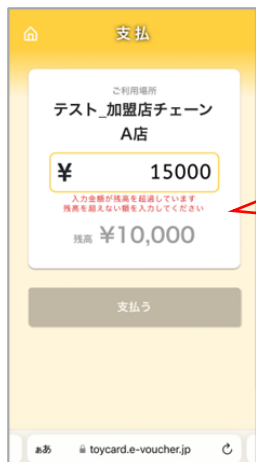 支払
ご利用場所
テスト_加盟店チェーン
A店
¥ 15000
入力金額が残高を超過しています
残高を超えない額を入力してください
残高 ¥10,000
支払う
ぁあ toycard.e-voucher.jp